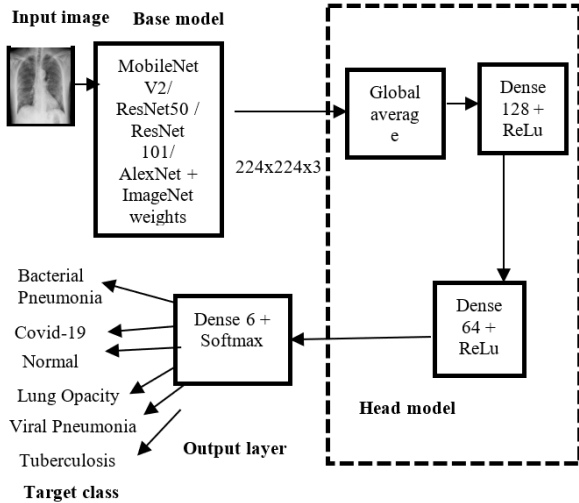 Input image
Base model
MobileNet
V2/
ResNet50 /
ResNet
101/
AlexNet +
ImageNet
weights
224x224x3
Global
averag
e
Dense
128 +
ReLu
Dense
64 +
ReLu
Head model
Dense 6 +
Softmax
Output layer
Bacterial
Pneumonia
Covid-19
Normal
Lung Opacity
Viral Pneumonia
Tuberculosis
Target class